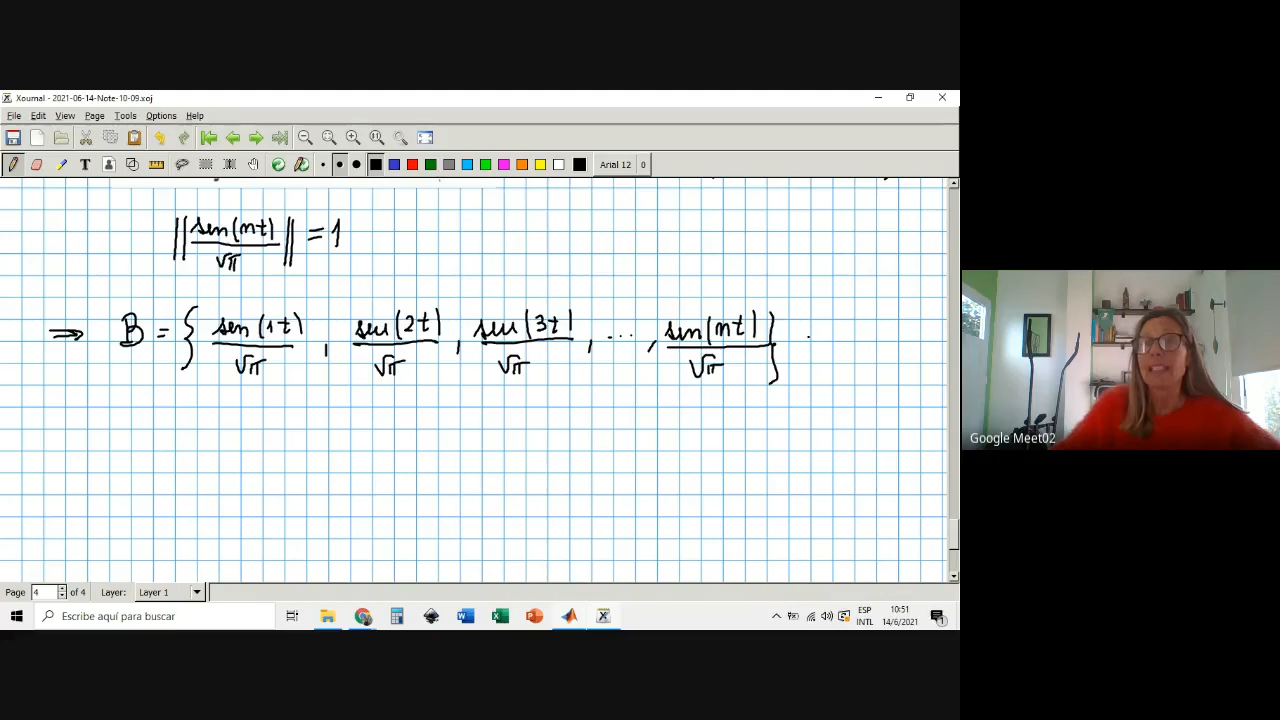 Xournal - 2021-06-14-Note-10-09.xoj
File Edit View Page Tools Options Help
Arial 12 0
||sen(nt)/√π|| = 1
⇒ B = { sen(1t)/√π , sen(2t)/√π , sen(3t)/√π , ... , sen(nt)/√π }
Google Meet02
Page 4 of 4 Layer: Layer 1
Escribe aquí para buscar
ESP
INTL
10:51
14/6/2021
1